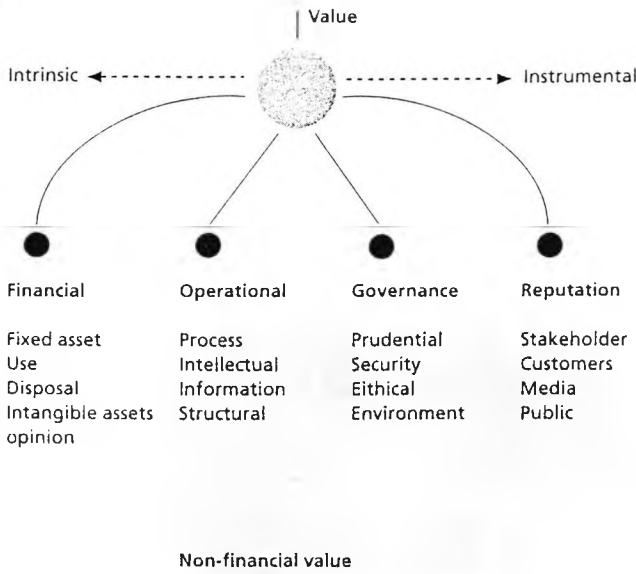 Value
Intrinsic
Instrumental
Financial
Operational
Governance
Reputation
Fixed asset
Use
Disposal
Intangible assets
opinion
Process
Intellectual
Information
Structural
Prudential
Security
Eithical
Environment
Stakeholder
Customers
Media
Public
Non-financial value